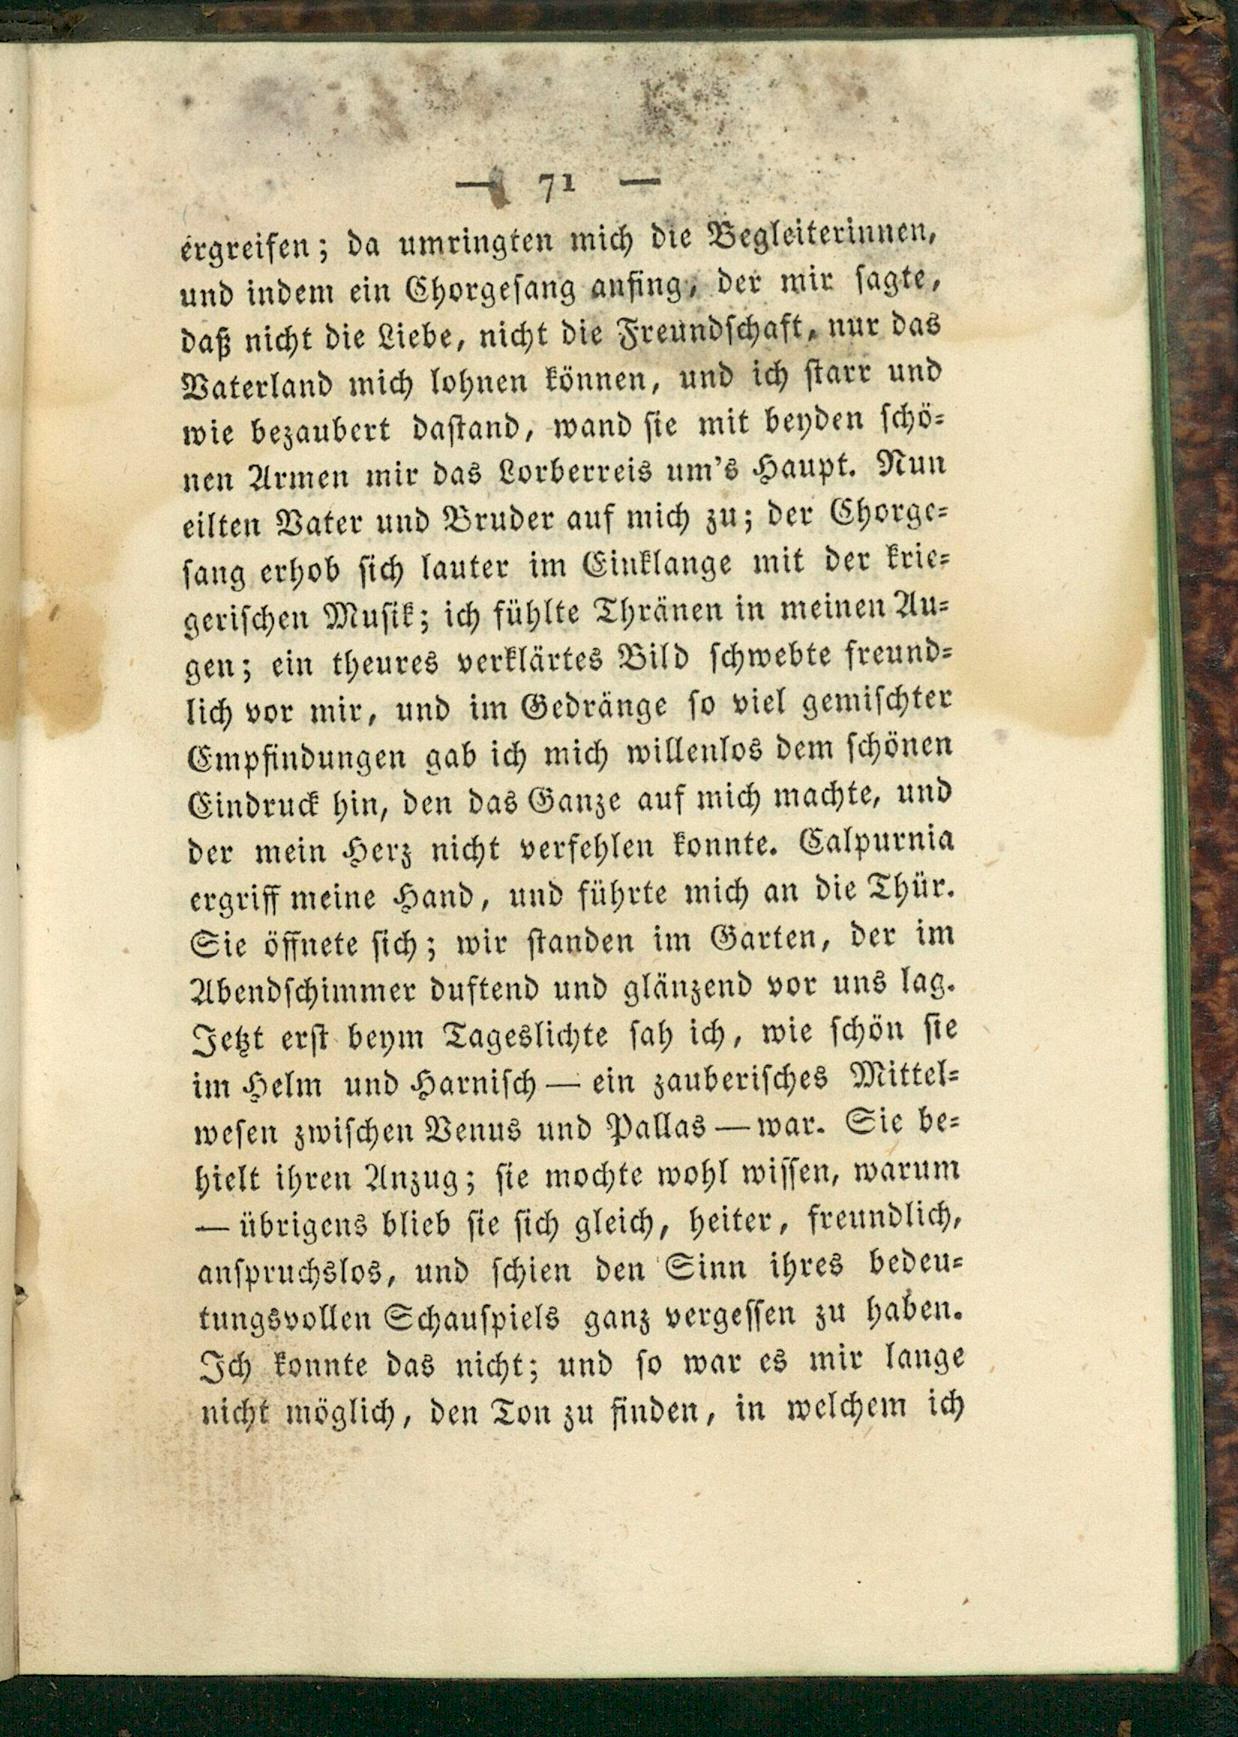 — 71 —
ergreifen; da umringten mich die Begleiterinnen,
und indem ein Chorgesang anfing, der mir sagte,
daß nicht die Liebe, nicht die Freundschaft, nur das
Vaterland mich lohnen können, und ich starr und
wie bezaubert dastand, wand sie mit beyden schö=
nen Armen mir das Lorberreis um's Haupt. Nun
eilten Vater und Bruder auf mich zu; der Chorge=
sang erhob sich lauter im Einklange mit der krie=
gerischen Musik; ich fühlte Thränen in meinen Au=
gen; ein theures verklärtes Bild schwebte freund=
lich vor mir, und im Gedränge so viel gemischter
Empfindungen gab ich mich willenlos dem schönen
Eindruck hin, den das Ganze auf mich machte, und
der mein Herz nicht verfehlen konnte. Calpurnia
ergriff meine Hand, und führte mich an die Thür.
Sie öffnete sich; wir standen im Garten, der im
Abendschimmer duftend und glänzend vor uns lag.
Jetzt erst beym Tageslichte sah ich, wie schön sie
im Helm und Harnisch — ein zauberisches Mittel=
wesen zwischen Venus und Pallas — war. Sie be=
hielt ihren Anzug; sie mochte wohl wissen, warum
— übrigens blieb sie sich gleich, heiter, freundlich,
anspruchslos, und schien den Sinn ihres bedeu=
tungsvollen Schauspiels ganz vergessen zu haben.
Ich konnte das nicht; und so war es mir lange
nicht möglich, den Ton zu finden, in welchem ich